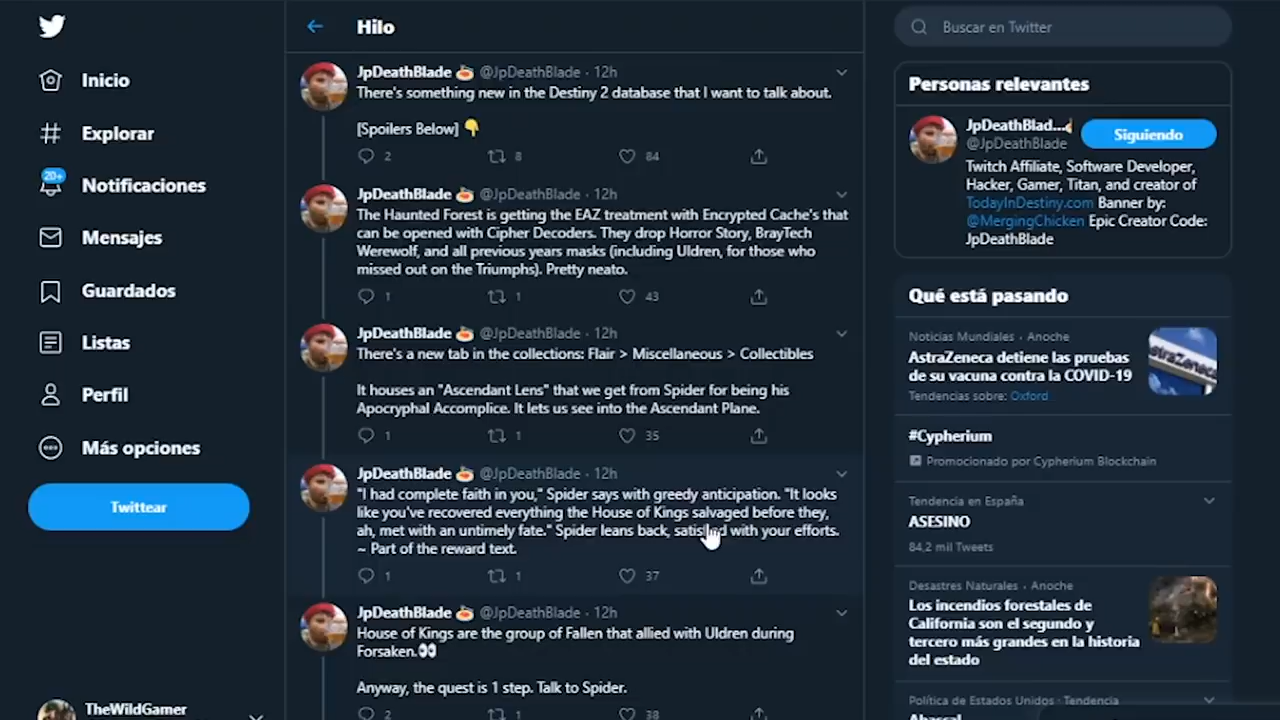 Inicio
Explorar
20+
Notificaciones
Mensajes
Guardados
Listas
Perfil
Más opciones
Twittear
TheWildGamer
Hilo
JpDeathBlade @JpDeathBlade · 12h
There's something new in the Destiny 2 database that I want to talk about.
[Spoilers Below] 👇
2 8 84
JpDeathBlade @JpDeathBlade · 12h
The Haunted Forest is getting the EAZ treatment with Encrypted Cache's that
can be opened with Cipher Decoders. They drop Horror Story, BrayTech
Werewolf, and all previous years masks (including Uldren, for those who
missed out on the Triumphs). Pretty neato.
1 1 43
JpDeathBlade @JpDeathBlade · 12h
There's a new tab in the collections: Flair > Miscellaneous > Collectibles
It houses an "Ascendant Lens" that we get from Spider for being his
Apocryphal Accomplice. It lets us see into the Ascendant Plane.
1 1 35
JpDeathBlade @JpDeathBlade · 12h
"I had complete faith in you," Spider says with greedy anticipation. "It looks
like you've recovered everything the House of Kings salvaged before they,
ah, met with an untimely fate." Spider leans back, satisfied with your efforts.
~ Part of the reward text.
1 1 37
JpDeathBlade @JpDeathBlade · 12h
House of Kings are the group of Fallen that allied with Uldren during
Forsaken.👀
Anyway, the quest is 1 step. Talk to Spider.
2 1 38
Buscar en Twitter
Personas relevantes
JpDeathBlad...
@JpDeathBlade
Siguiendo
Twitch Affiliate, Software Developer,
Hacker, Gamer, Titan, and creator of
TodayInDestiny.com Banner by:
@MergingChicken Epic Creator Code:
JpDeathBlade
Qué está pasando
Noticias Mundiales · Anoche
AstraZeneca detiene las pruebas
de su vacuna contra la COVID-19
Tendencias sobre: Oxford
#Cypherium
Promocionado por Cypherium Blockchain
Tendencia en España
ASESINO
84,2 mil Tweets
Desastres Naturales · Anoche
Los incendios forestales de
California son el segundo y
tercero más grandes en la historia
del estado
Política de Estados Unidos · Tendencia